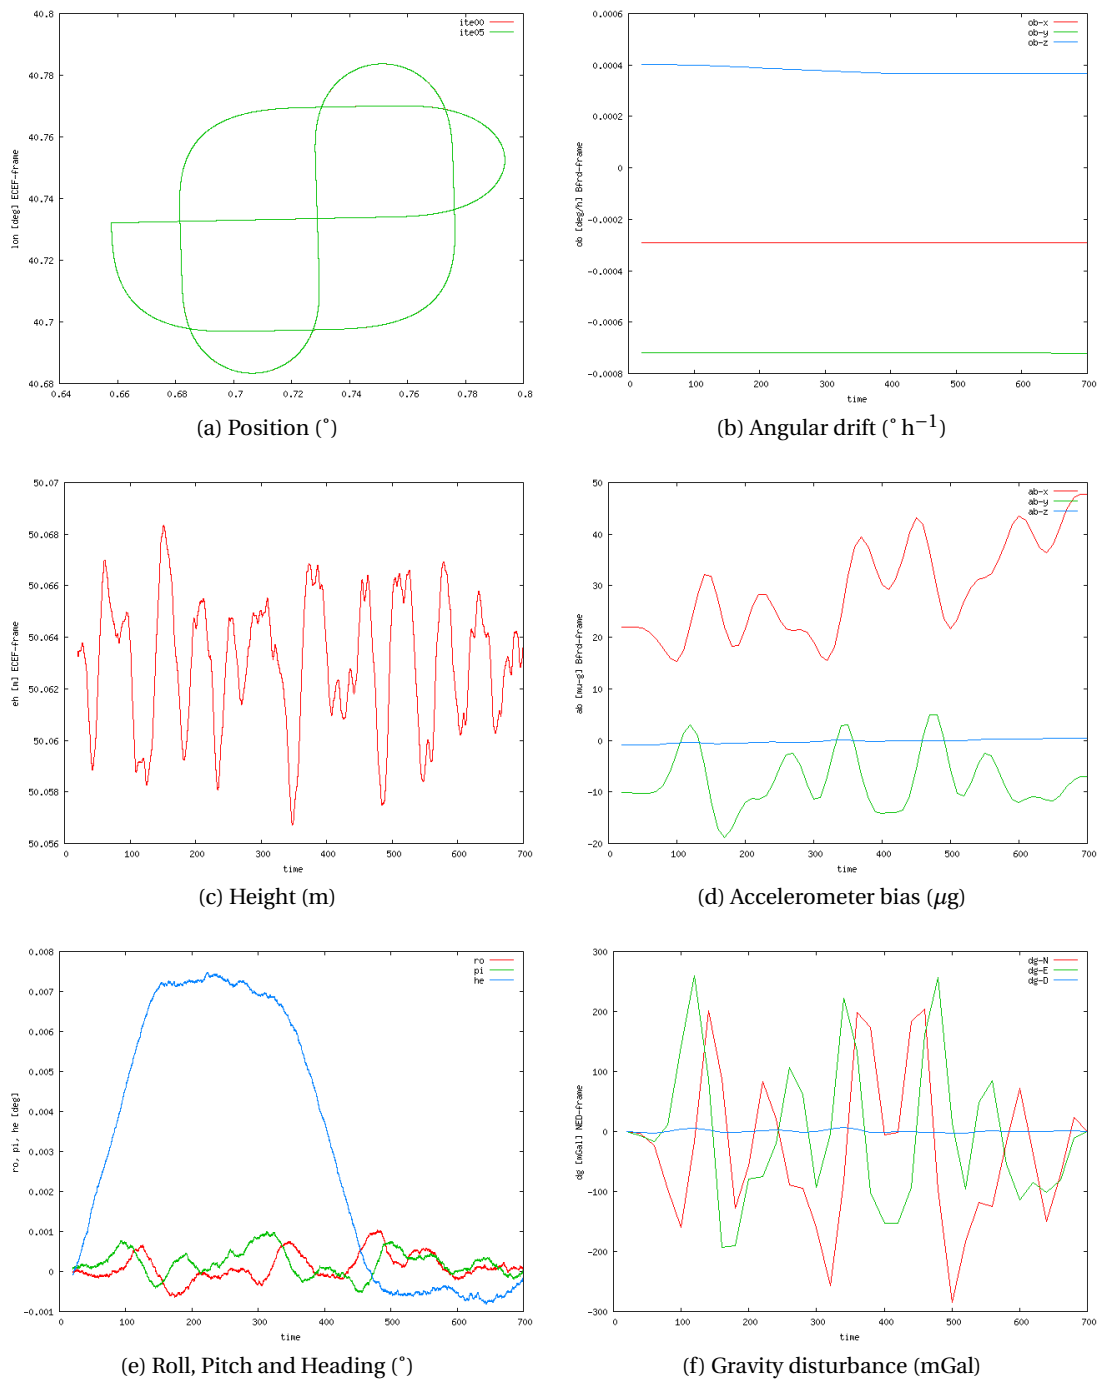 40.8
40.78
40.76
40.74
40.72
40.7
40.68
0.64 0.66 0.68 0.7 0.72 0.74 0.76 0.78 0.8
lon [deg] ECEF-frame
ite00
ite05
(a) Position (°)
0.0006
0.0004
0.0002
0
-0.0002
-0.0004
-0.0006
-0.0008
0 100 200 300 400 500 600 700
time
ob [deg/h] Bfrd-frame
ob-x
ob-y
ob-z
(b) Angular drift (° h⁻¹)
50.07
50.068
50.066
50.064
50.062
50.06
50.058
50.056
0 100 200 300 400 500 600 700
time
eh [m] ECEF-frame
(c) Height (m)
50
40
30
20
10
0
-10
-20
0 100 200 300 400 500 600 700
time
ab [mu-g] Bfrd-frame
ab-x
ab-y
ab-z
(d) Accelerometer bias (μg)
0.008
0.007
0.006
0.005
0.004
0.003
0.002
0.001
0
-0.001
0 100 200 300 400 500 600 700
time
ro, pi, he [deg]
ro
pi
he
(e) Roll, Pitch and Heading (°)
300
200
100
0
-100
-200
-300
0 100 200 300 400 500 600 700
time
dg [mGal] NED-frame
dg-N
dg-E
dg-D
(f) Gravity disturbance (mGal)